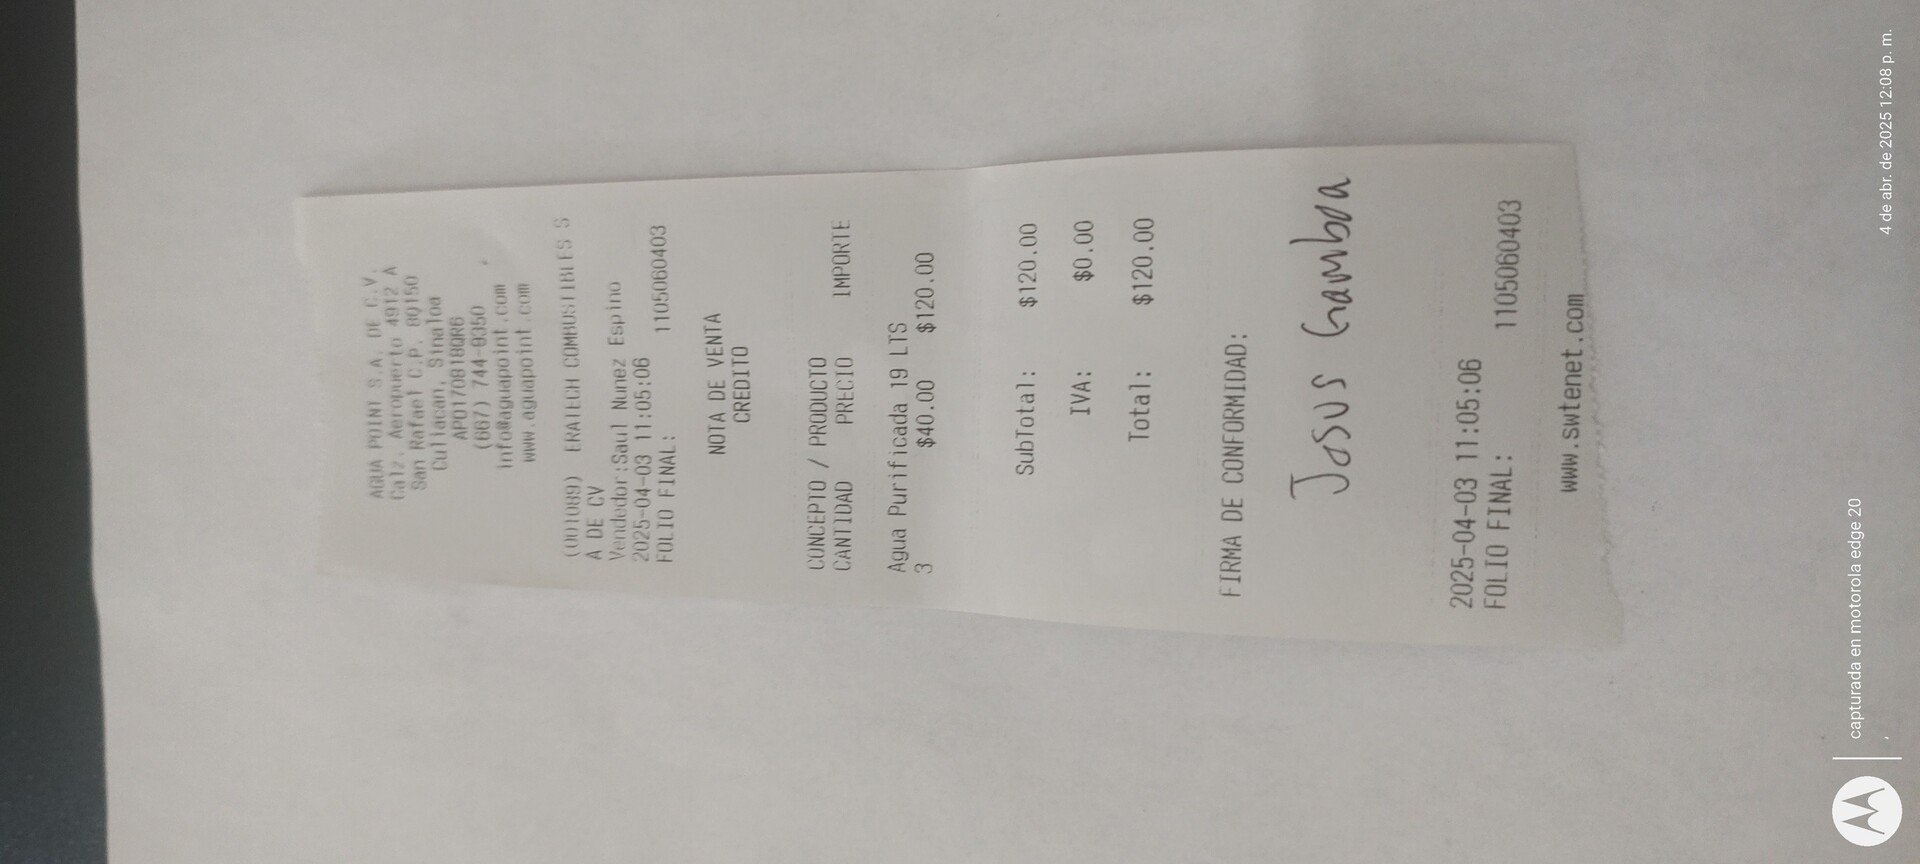 AGUA POINT S.A. DE C.V.
Calz. Aeropuerto 4912 A
San Rafael C.P. 80150
Culiacan, Sinaloa
APO170818QR6
(667) 744-9350
info@aguapoint.com
www.aguapoint.com
(001089) ERATECH COMBUSTIBLES S
A DE CV
Vendedor:Saul Nunez Espino
2025-04-03 11:05:06
FOLIO FINAL: 1105060403
NOTA DE VENTA
CREDITO
CONCEPTO / PRODUCTO
CANTIDAD PRECIO IMPORTE
Agua Purificada 19 LTS
3 $40.00 $120.00
SubTotal: $120.00
IVA: $0.00
Total: $120.00
FIRMA DE CONFORMIDAD:
Josus Gamboa
2025-04-03 11:05:06
FOLIO FINAL: 1105060403
www.swtenet.com
capturada en motorola edge 20
4 de abr. de 2025 12:08 p. m.